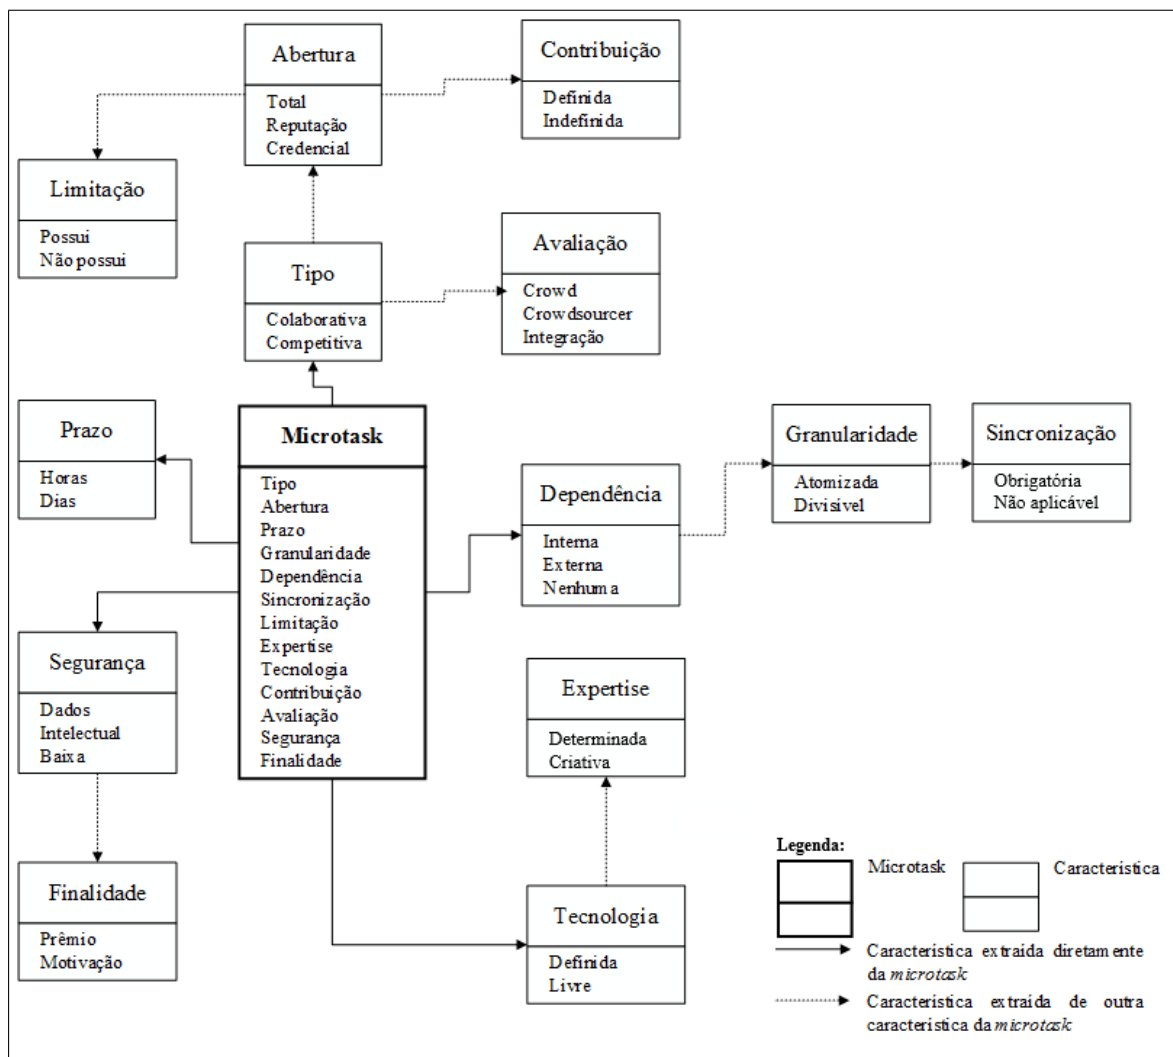 Abertura
Total
Reputação
Credencial
Contribuição
Definida
Indefinida
Limitação
Possui
Não possui
Tipo
Colaborativa
Competitiva
Avaliação
Crowd
Crowdsourcer
Integração
Prazo
Horas
Dias
Microtask
Tipo
Abertura
Prazo
Granularidade
Dependência
Sincronização
Limitação
Expertise
Tecnologia
Contribuição
Avaliação
Segurança
Finalidade
Dependência
Interna
Externa
Nenhuma
Granularidade
Atomizada
Divisível
Sincronização
Obrigatória
Não aplicável
Segurança
Dados
Intelectual
Baixa
Expertise
Determinada
Criativa
Finalidade
Prêmio
Motivação
Tecnologia
Definida
Livre
Legenda:
Microtask
Característica
Característica extraída diretamente
da microtask
Característica extraída de outra
característica da microtask